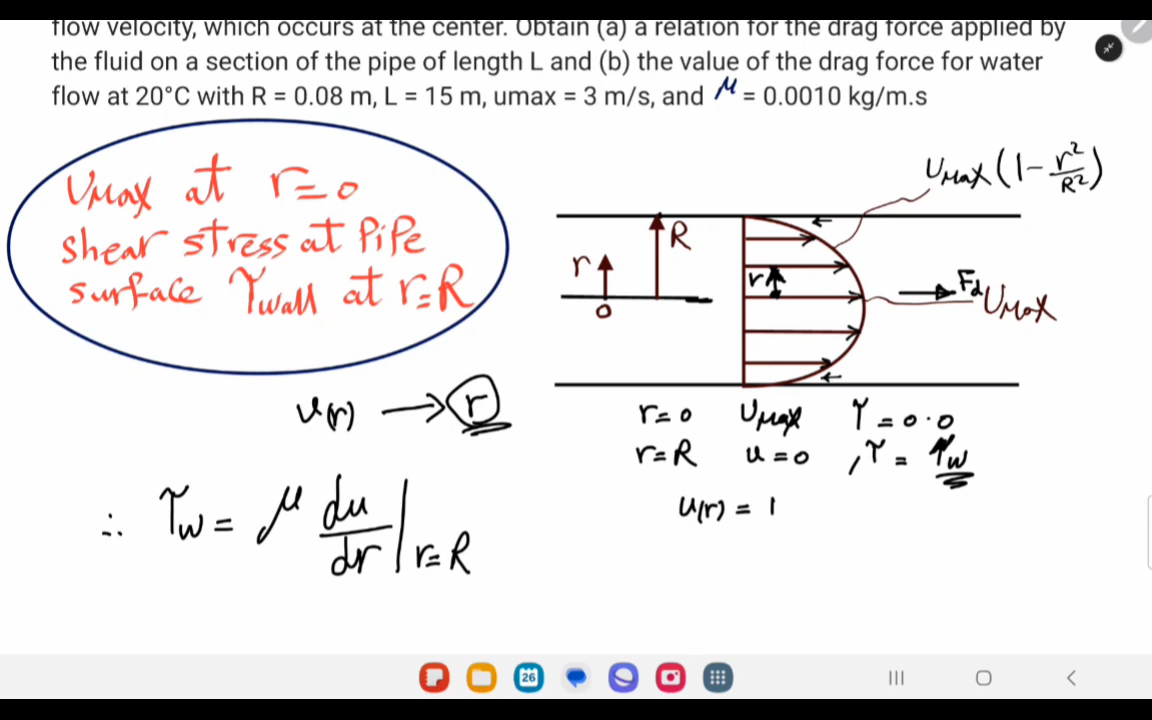 flow velocity, which occurs at the center. Obtain (a) a relation for the drag force applied by
the fluid on a section of the pipe of length L and (b) the value of the drag force for water
flow at 20°C with R = 0.08 m, L = 15 m, umax = 3 m/s, and μ = 0.0010 kg/m.s
UMax at r=0
shear stress at PiPe
surface τwall at r=R
UMax(1-r²/R²)
R
r
r
Fd
UMax
0
u(r) → r
r=0 UMax τ = 0.0
r=R u=0 , τ = τw
u(r) = 1
∴ τw = μ du/dr | r=R
26